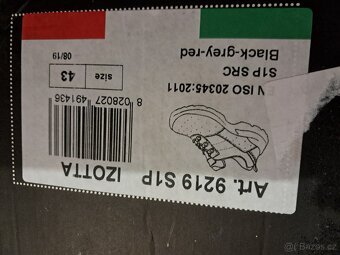 Art. 9219 S1P IZOTTA
N ISO 20345:2011
S1P SRC
Black-grey-red
size
43
08/19
8 028027 491436
Bazoš.cz